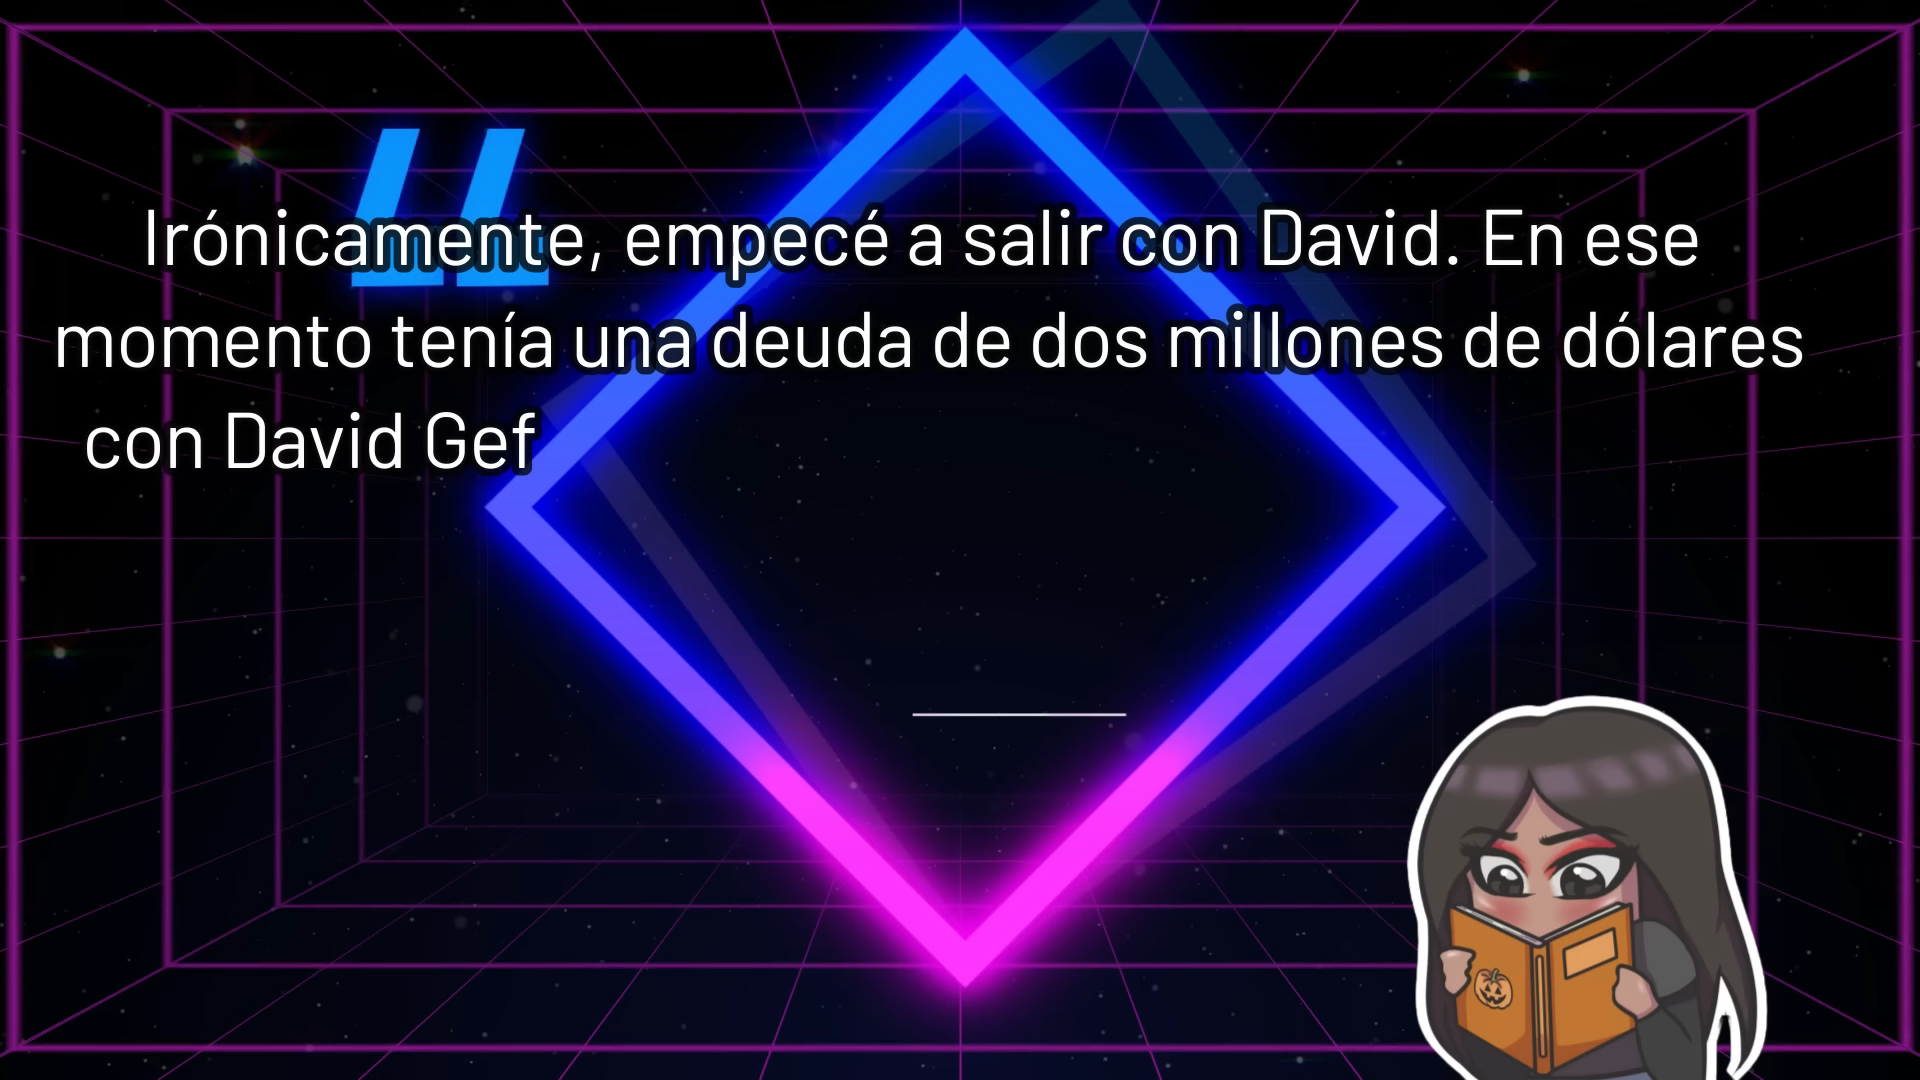 Irónicamente, empecé a salir con David. En ese
momento tenía una deuda de dos millones de dólares
con David Gef